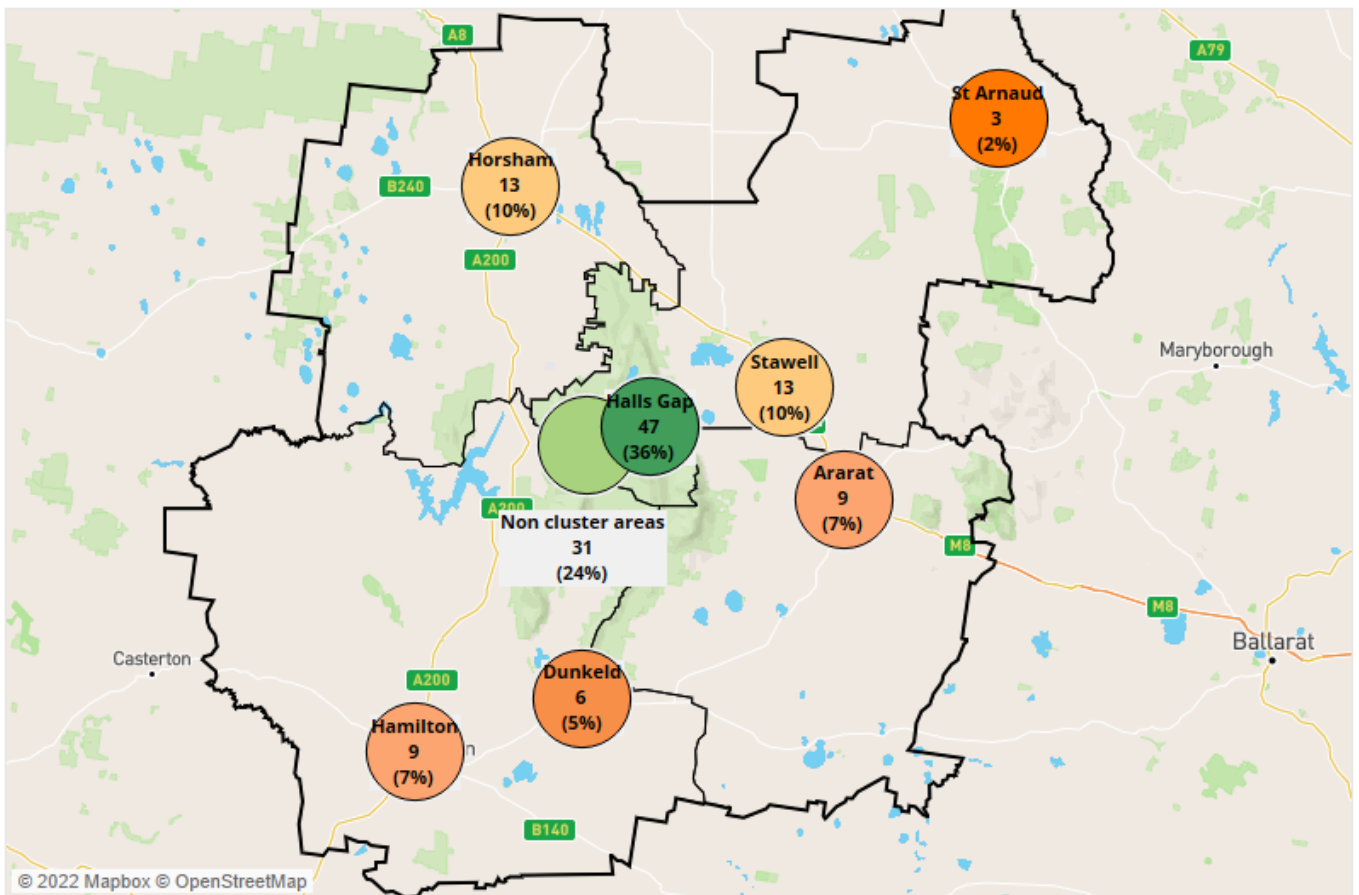 A8
A79
St Arnaud
3
(2%)
Horsham
13
(10%)
B240
A200
Stawell
13
(10%)
Maryborough
Halls Gap
47
(36%)
Ararat
9
(7%)
A200
Non cluster areas
31
(24%)
M8
M8
Ballarat
Casterton
A200
Dunkeld
6
(5%)
Hamilton
9
(7%)
n
B140
© 2022 Mapbox © OpenStreetMap